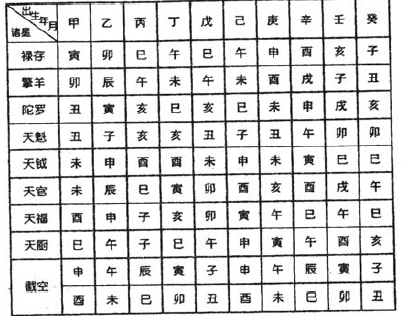 出生年月 诸星 甲 乙 丙 丁 戊 己 庚 辛 壬 癸
禄存 寅 卯 巳 午 巳 午 申 酉 亥 子
擎羊 卯 辰 午 未 午 未 酉 戌 子 丑
陀罗 丑 寅 亥 巳 亥 巳 未 申 戌 亥
天魁 丑 子 亥 亥 丑 子 丑 午 卯 卯
天钺 未 申 酉 酉 未 申 未 寅 巳 巳
天官 未 辰 巳 寅 卯 酉 亥 酉 戌 午
天福 酉 申 子 亥 卯 寅 午 巳 午 巳
天厨 巳 午 子 巳 午 申 寅 午 酉 亥
截空 申 午 辰 寅 子 申 午 辰 寅 子
酉 未 巳 卯 丑 酉 未 巳 卯 丑